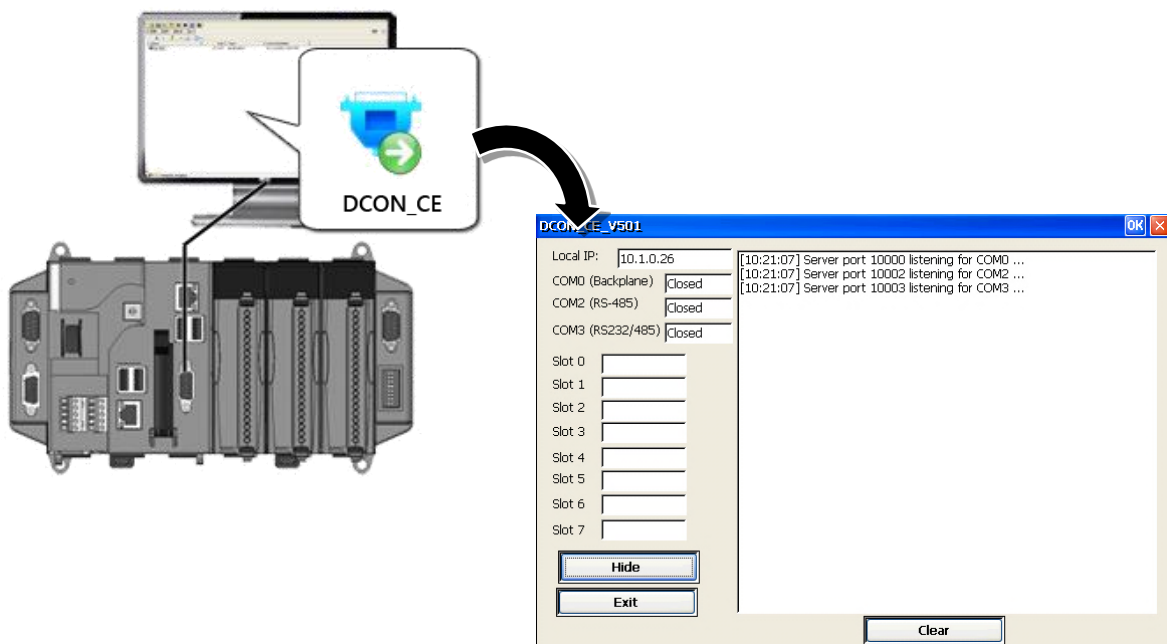 DCON_CE
DCON_CE_V501
OK
Local IP: 10.1.0.26
COM0 (Backplane) Closed
COM2 (RS-485) Closed
COM3 (RS232/485) Closed
Slot 0
Slot 1
Slot 2
Slot 3
Slot 4
Slot 5
Slot 6
Slot 7
Hide
Exit
[10:21:07] Server port 10000 listening for COM0 ...
[10:21:07] Server port 10002 listening for COM2 ...
[10:21:07] Server port 10003 listening for COM3 ...
Clear